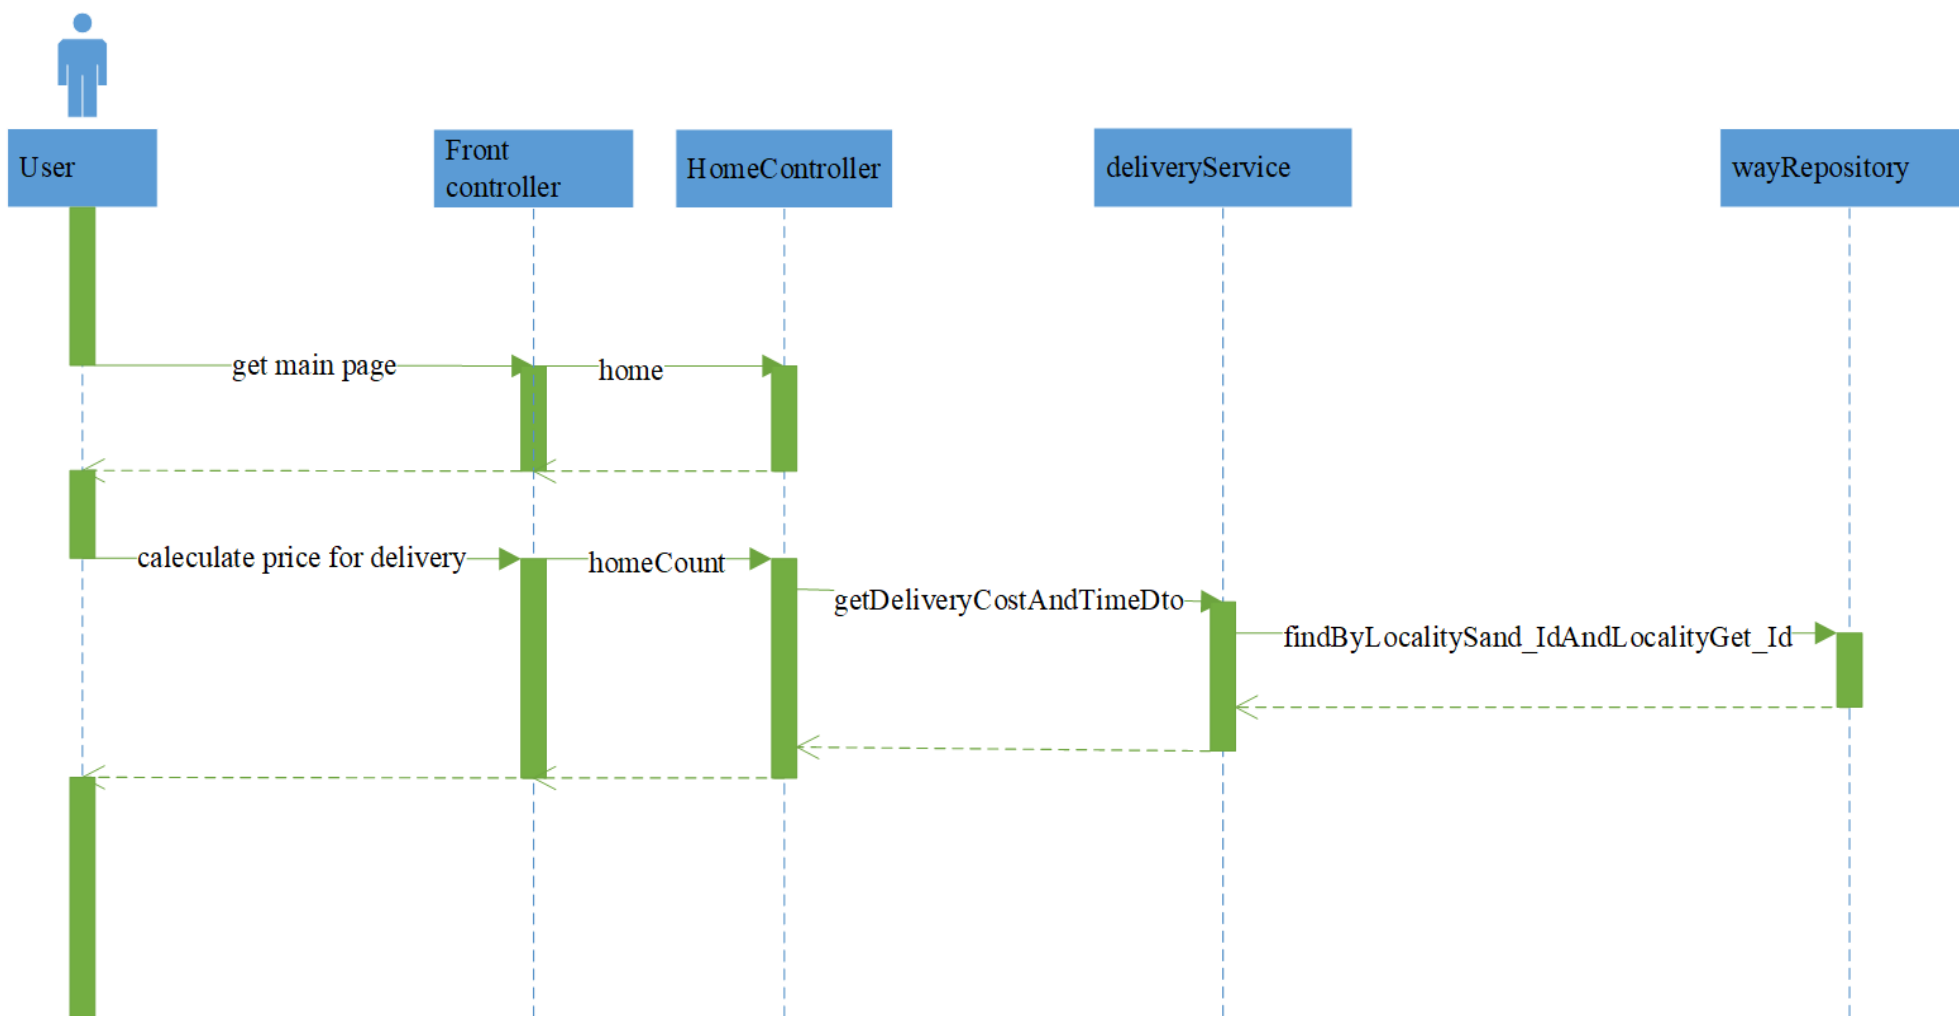 User
Front
controller
HomeController
deliveryService
wayRepository
get main page
home
caleculate price for delivery
homeCount
getDeliveryCostAndTimeDto
findByLocalitySand_IdAndLocalityGet_Id